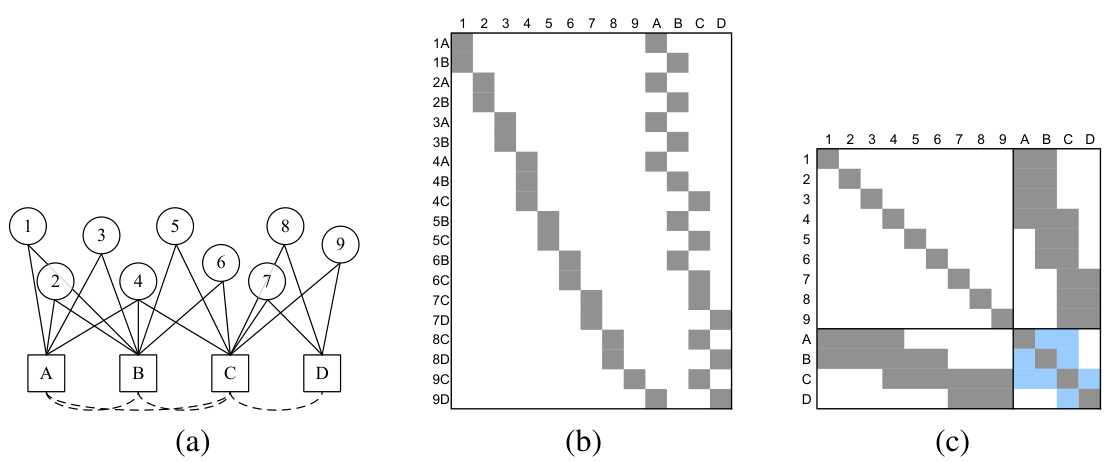 1 2 3 4 5 6 7 8 9 A B C D
1A
1B
2A
2B
3A
3B
4A
4B
4C
5B
5C
6B
6C
7C
7D
8C
8D
9C
9D
1 2 3 4 5 6 7 8 9 A B C D
1
2
3
4
5
6
7
8
9
A
B
C
D
1 3 5 8 9
2 4 6 7
A B C D
(a) (b) (c)